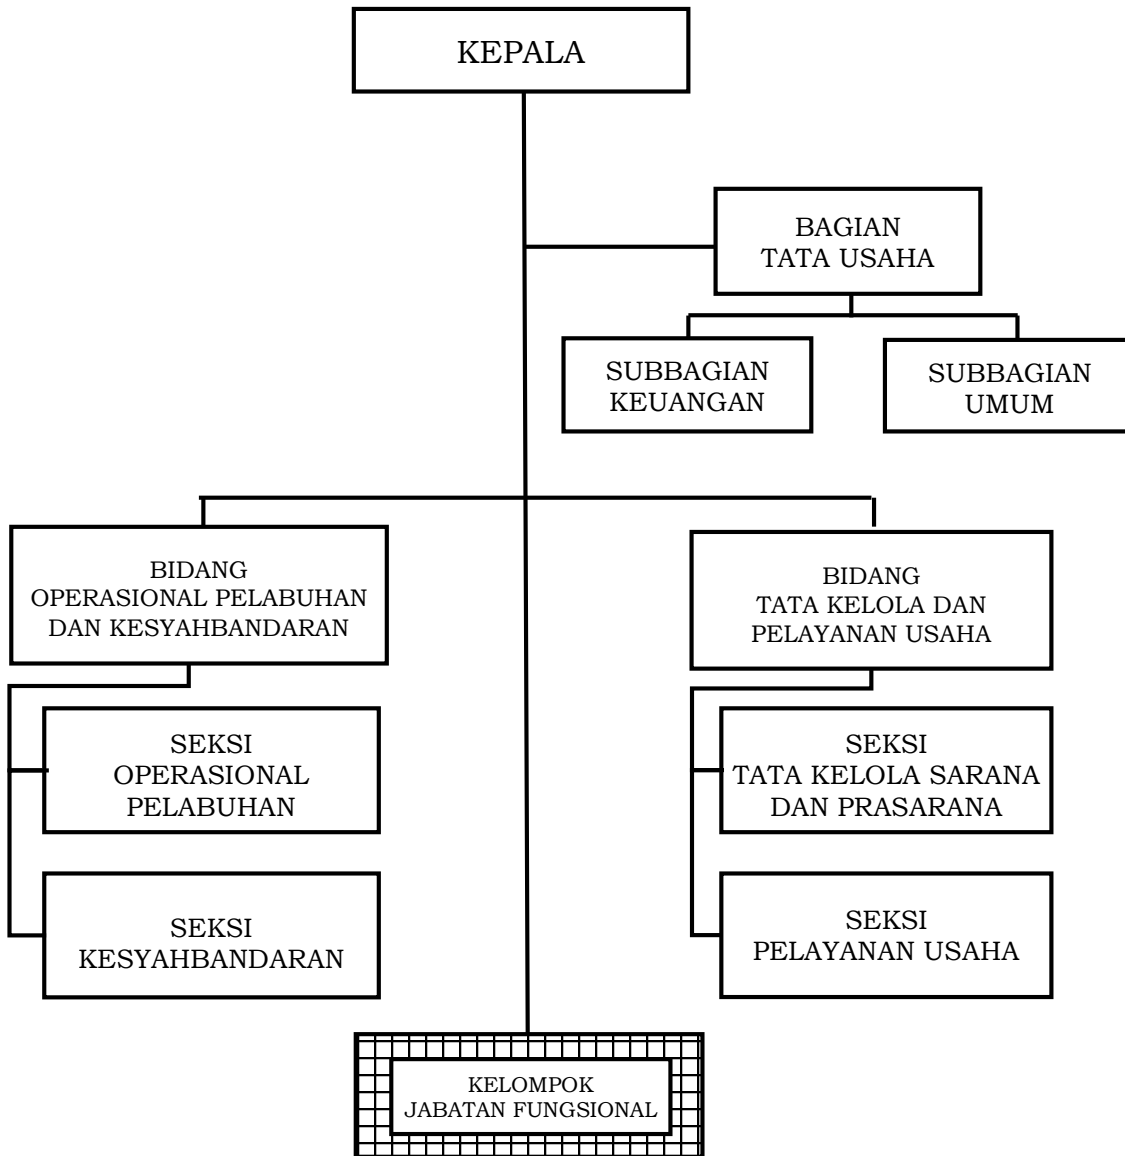 KEPALA
BAGIAN
TATA USAHA
SUBBAGIAN
KEUANGAN
SUBBAGIAN
UMUM
BIDANG
OPERASIONAL PELABUHAN
DAN KESYAHBANDARAN
BIDANG
TATA KELOLA DAN
PELAYANAN USAHA
SEKSI
OPERASIONAL
PELABUHAN
SEKSI
TATA KELOLA SARANA
DAN PRASARANA
SEKSI
KESYAHBANDARAN
SEKSI
PELAYANAN USAHA
KELOMPOK
JABATAN FUNGSIONAL